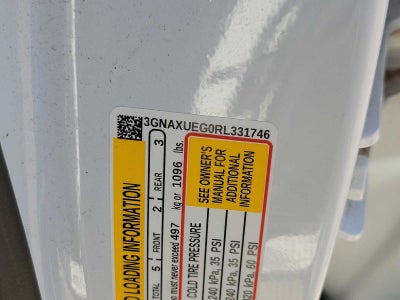 3GNAXUEG0RL331746
LOADING INFORMATION
TOTAL 5 FRONT 2 REAR 3
must never exceed 497 kg or 1096 lbs.
COLD TIRE PRESSURE
240 kPa, 35 PSI
240 kPa, 35 PSI
420 kPa, 60 PSI
SEE OWNER'S
MANUAL FOR
ADDITIONAL
INFORMATION